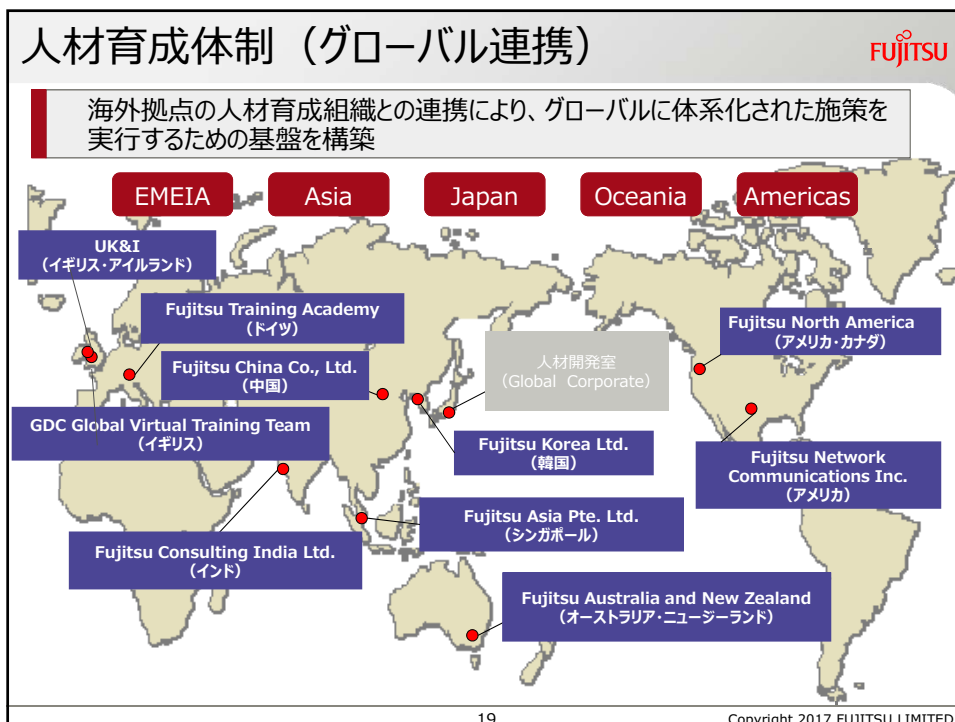 人材育成体制（グローバル連携）
FUJITSU
海外拠点の人材育成組織との連携により、グローバルに体系化された施策を
実行するための基盤を構築
EMEIA
Asia
Japan
Oceania
Americas
UK&I
（イギリス・アイルランド）
Fujitsu Training Academy
（ドイツ）
Fujitsu North America
（アメリカ・カナダ）
人材開発室
（Global Corporate）
Fujitsu China Co., Ltd.
（中国）
GDC Global Virtual Training Team
（イギリス）
Fujitsu Korea Ltd.
（韓国）
Fujitsu Network
Communications Inc.
（アメリカ）
Fujitsu Asia Pte. Ltd.
（シンガポール）
Fujitsu Consulting India Ltd.
（インド）
Fujitsu Australia and New Zealand
（オーストラリア・ニュージーランド）
19
Copyright 2017 FUJITSU LIMITED